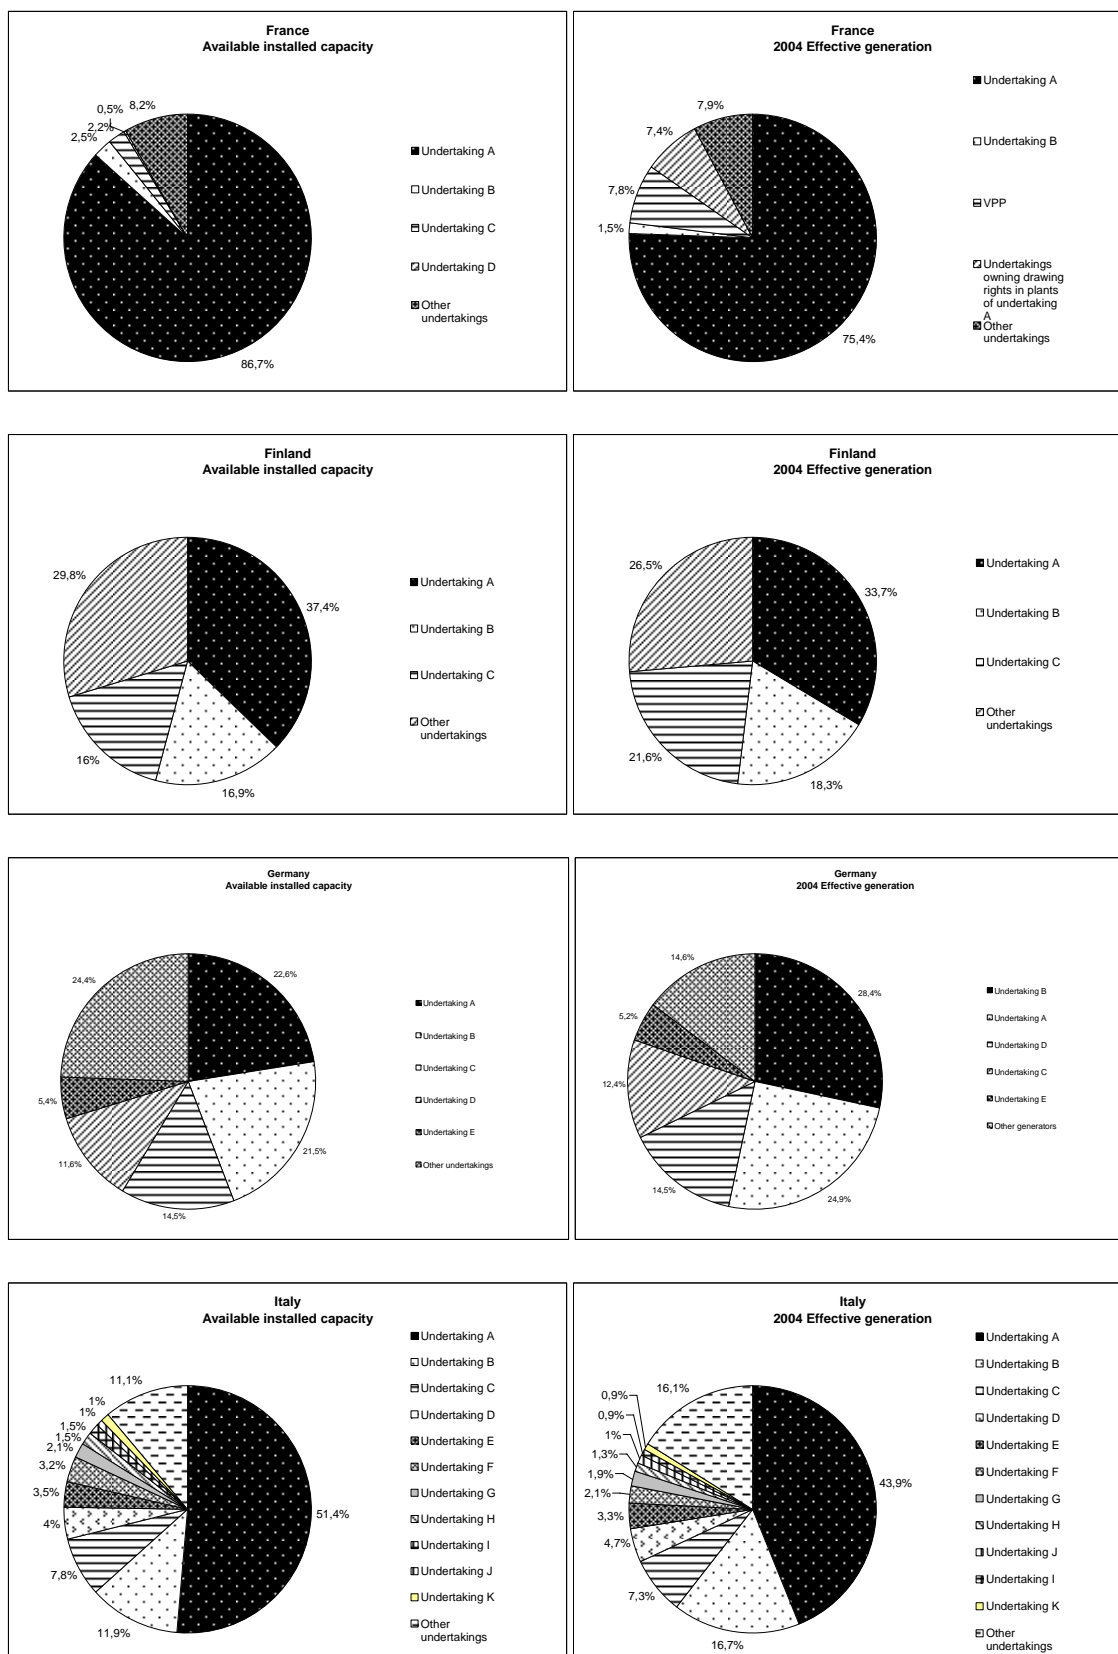 France
Available installed capacity
0,5%
8,2%
2,2%
2,5%
86,7%
Undertaking A
Undertaking B
Undertaking C
Undertaking D
Other
undertakings
France
2004 Effective generation
7,9%
7,4%
7,8%
1,5%
75,4%
Undertaking A
Undertaking B
VPP
Undertakings
owning drawing
rights in plants
of undertaking
A
Other
undertakings
Finland
Available installed capacity
29,8%
37,4%
16%
16,9%
Undertaking A
Undertaking B
Undertaking C
Other
undertakings
Finland
2004 Effective generation
26,5%
33,7%
21,6%
18,3%
Undertaking A
Undertaking B
Undertaking C
Other
undertakings
Germany
Available installed capacity
24,4%
22,6%
5,4%
11,6%
14,5%
21,5%
Undertaking A
Undertaking B
Undertaking C
Undertaking D
Undertaking E
Other undertakings
Germany
2004 Effective generation
14,6%
28,4%
5,2%
12,4%
14,5%
24,9%
Undertaking B
Undertaking A
Undertaking D
Undertaking C
Undertaking E
Other generators
Italy
Available installed capacity
11,1%
1%
1%
1,5%
1,5%
2,1%
3,2%
3,5%
4%
7,8%
11,9%
51,4%
Undertaking A
Undertaking B
Undertaking C
Undertaking D
Undertaking E
Undertaking F
Undertaking G
Undertaking H
Undertaking I
Undertaking J
Undertaking K
Other
undertakings
Italy
2004 Effective generation
16,1%
0,9%
0,9%
1%
1,3%
1,9%
2,1%
3,3%
4,7%
7,3%
16,7%
43,9%
Undertaking A
Undertaking B
Undertaking C
Undertaking D
Undertaking E
Undertaking F
Undertaking G
Undertaking H
Undertaking J
Undertaking I
Undertaking K
Other
undertakings